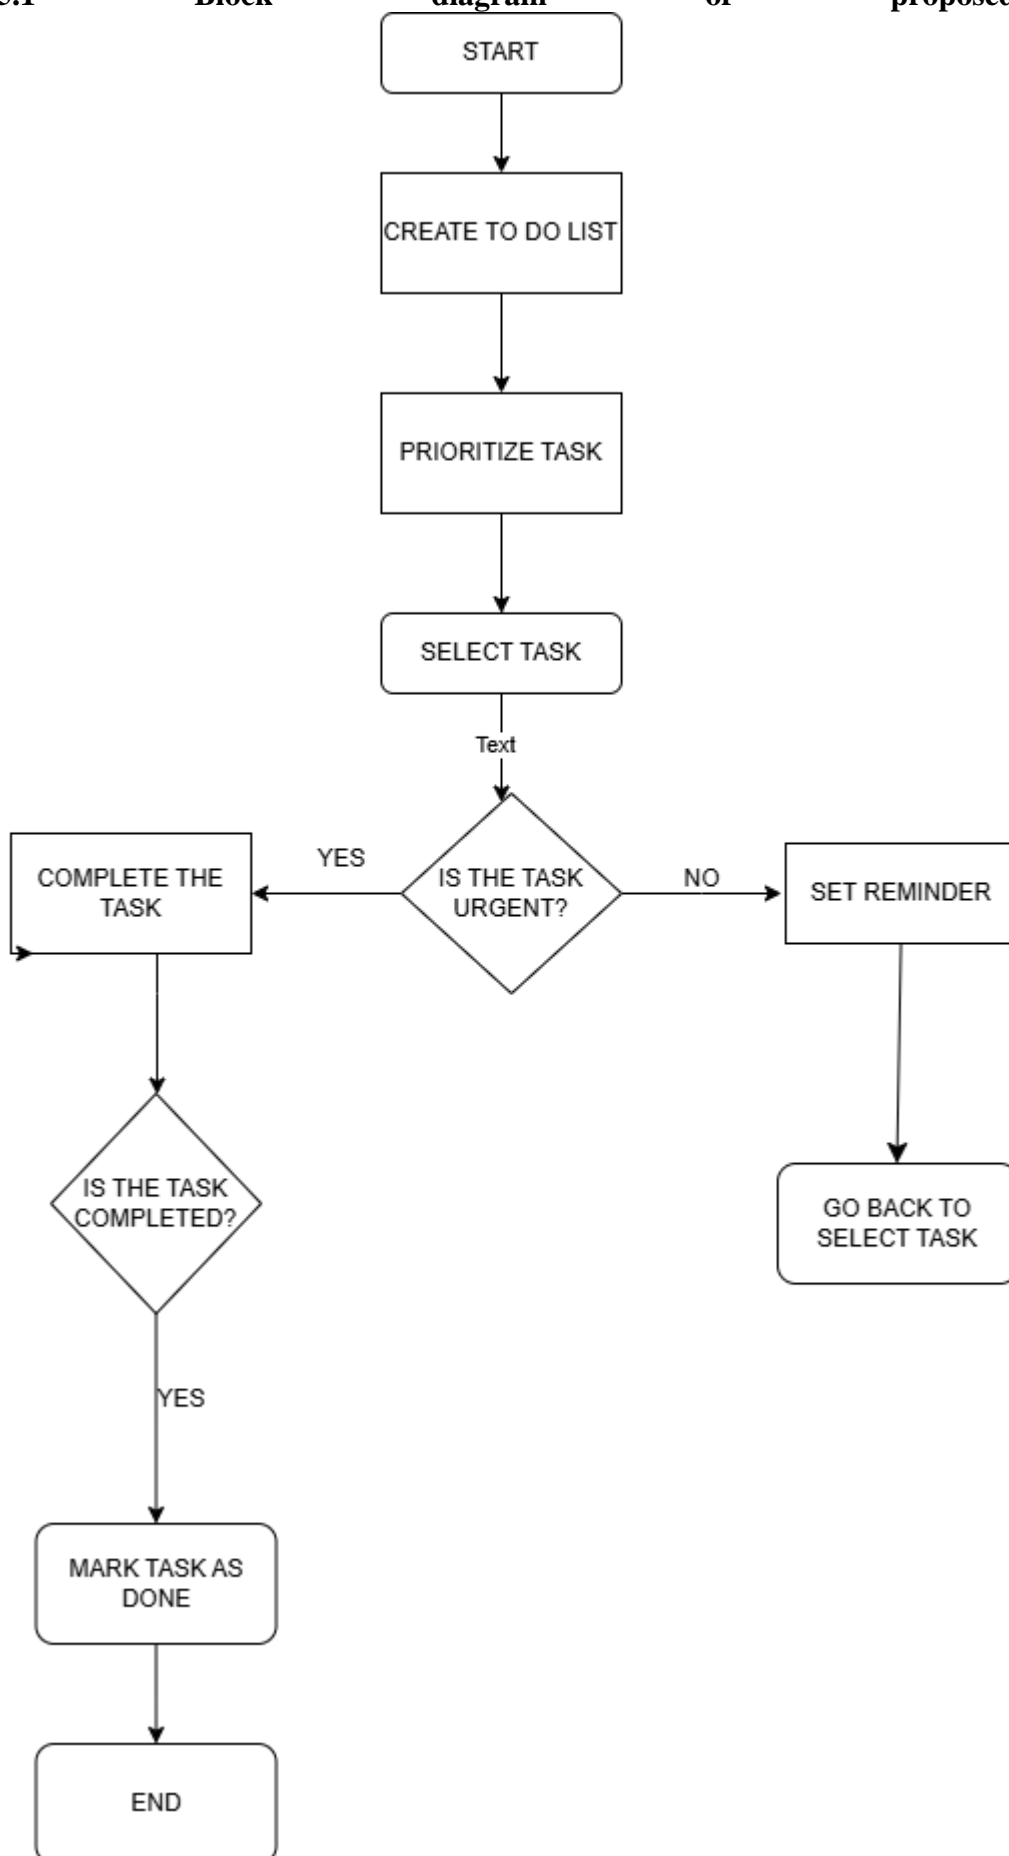 Block diagram of proposed
START
CREATE TO DO LIST
PRIORITIZE TASK
SELECT TASK
Text
YES
IS THE TASK
URGENT?
NO
COMPLETE THE
TASK
SET REMINDER
IS THE TASK
COMPLETED?
GO BACK TO
SELECT TASK
YES
MARK TASK AS
DONE
END